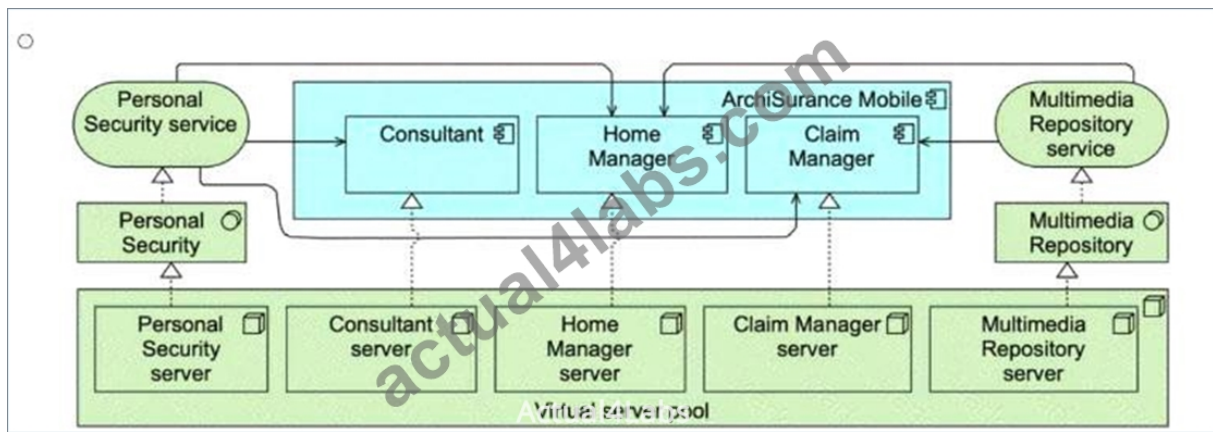 ArchiSurance Mobile
Personal
Security service
Consultant
Home
Manager
Claim
Manager
Multimedia
Repository
service
Personal
Security
Multimedia
Repository
Personal
Security
server
Consultant
server
Home
Manager
server
Claim Manager
server
Multimedia
Repository
server
Virtual server pool
actual4labs.com
Actual4Labs